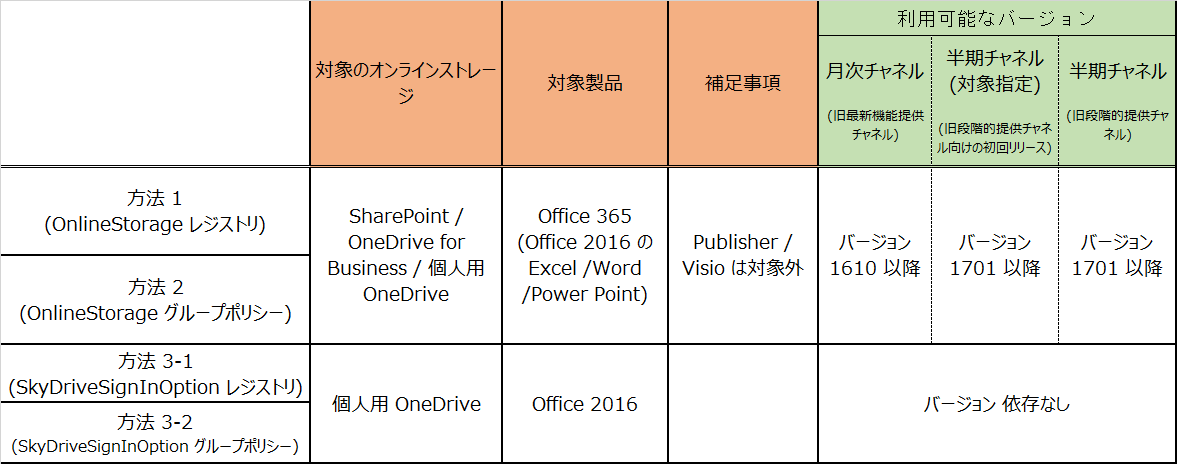 利用可能なバージョン
対象のオンラインストレー
ジ
対象製品
補足事項
月次チャネル
(旧最新機能提供
チャネル)
半期チャネル
(対象指定)
(旧段階的提供チャネ
ル向けの初回リリース)
半期チャネル
(旧段階的提供チャ
ネル)
方法 1
(OnlineStorage レジストリ)
方法 2
(OnlineStorage グループポリシー)
SharePoint /
OneDrive for
Business / 個人用
OneDrive
Office 365
(Office 2016 の
Excel /Word
/Power Point)
Publisher /
Visio は対象外
バージョン
1610 以降
バージョン
1701 以降
バージョン
1701 以降
方法 3-1
(SkyDriveSignInOption レジストリ)
方法 3-2
(SkyDriveSignInOption グループポリシー)
個人用 OneDrive
Office 2016
バージョン 依存なし